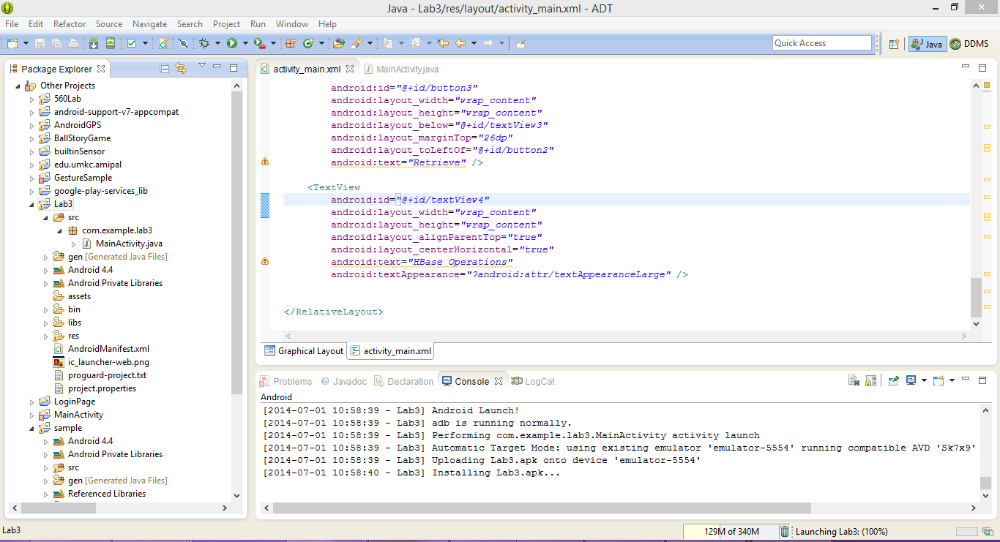 Java - Lab3/res/layout/activity_main.xml - ADT
File Edit Refactor Source Navigate Search Project Run Window Help
Quick Access
Java
DDMS
Package Explorer
Other Projects
560Lab
android-support-v7-appcompat
AndroidGPS
BallStoryGame
builtinSensor
edu.umkc.amipal
GestureSample
google-play-services_lib
Lab3
src
com.example.lab3
MainActivity.java
gen [Generated Java Files]
Android 4.4
Android Private Libraries
assets
bin
libs
res
AndroidManifest.xml
ic_launcher-web.png
proguard-project.txt
project.properties
LoginPage
MainActivity
sample
Android 4.4
Android Private Libraries
src
gen [Generated Java Files]
Referenced Libraries
activity_main.xml
MainActivity.java
android:id="@+id/button3"
android:layout_width="wrap_content"
android:layout_height="wrap_content"
android:layout_below="@+id/textView3"
android:layout_marginTop="26dp"
android:layout_toLeftOf="@+id/button2"
android:text="Retrieve" />
<TextView
android:id="@+id/textView4"
android:layout_width="wrap_content"
android:layout_height="wrap_content"
android:layout_alignParentTop="true"
android:layout_centerHorizontal="true"
android:text="HBase Operations"
android:textAppearance="?android:attr/textAppearanceLarge" />
</RelativeLayout>
Graphical Layout
activity_main.xml
Problems @ Javadoc Declaration Console LogCat
Android
[2014-07-01 10:58:39 - Lab3] Android Launch!
[2014-07-01 10:58:39 - Lab3] adb is running normally.
[2014-07-01 10:58:39 - Lab3] Performing com.example.lab3.MainActivity activity launch
[2014-07-01 10:58:39 - Lab3] Automatic Target Mode: using existing emulator 'emulator-5554' running compatible AVD 'Sk7x9'
[2014-07-01 10:58:39 - Lab3] Uploading Lab3.apk onto device 'emulator-5554'
[2014-07-01 10:58:40 - Lab3] Installing Lab3.apk...
Lab3
129M of 340M
Launching Lab3: (100%)